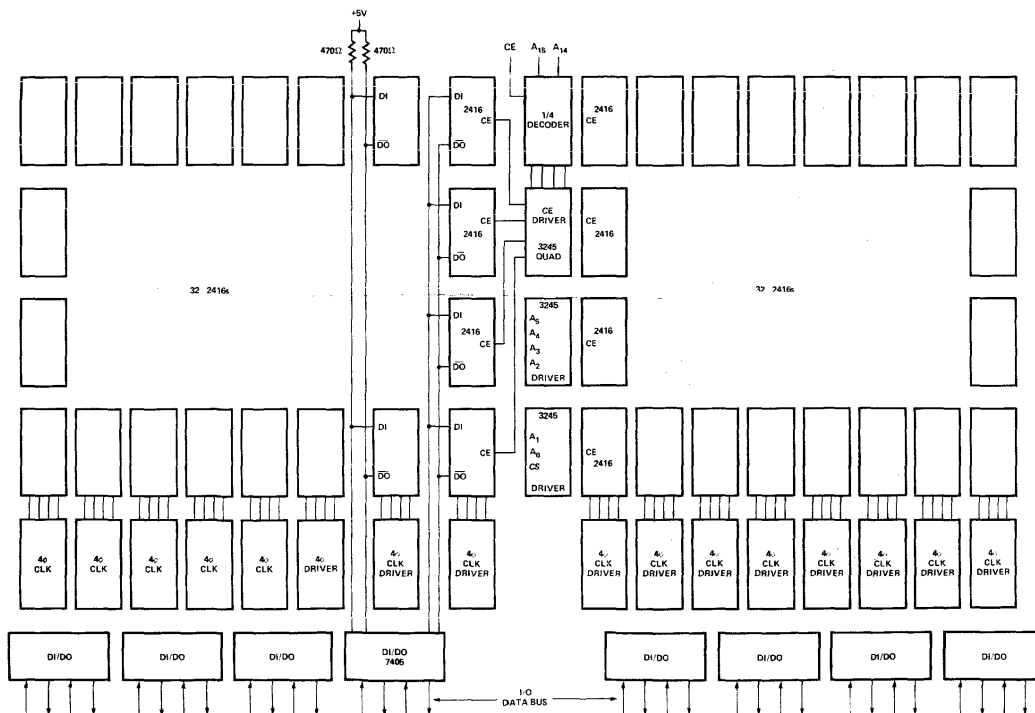 +5V
470Ω 470Ω
CE A15 A14
DI
DO
DI
2416
CE
DO
1/4
DECODER
2416
CE
DI
2416
CE
DO
CE
DRIVER
3245
QUAD
CE
2416
32 2416s
32 2416s
DI
2416
CE
DO
3245
A5
A4
A3
A2
DRIVER
2416
CE
DI
DO
DI
CE
DO
3245
A1
A0
CS
DRIVER
CE
2416
4φ
CLK
4φ
CLK
4φ
CLK
4φ
CLK
4φ
CLK
4φ
DRIVER
4φ
CLK
DRIVER
4φ
CLK
DRIVER
4φ
CLK
DRIVER
4φ
CLK
DRIVER
4φ
CLK
DRIVER
4φ
CLK
DRIVER
4φ
CLK
DRIVER
4φ
CLK
DRIVER
4φ
CLK
DRIVER
4φ
CLK
DRIVER
DI/DO
DI/DO
DI/DO
DI/DO
7405
DI/DO
DI/DO
DI/DO
DI/DO
I/O
DATA BUS